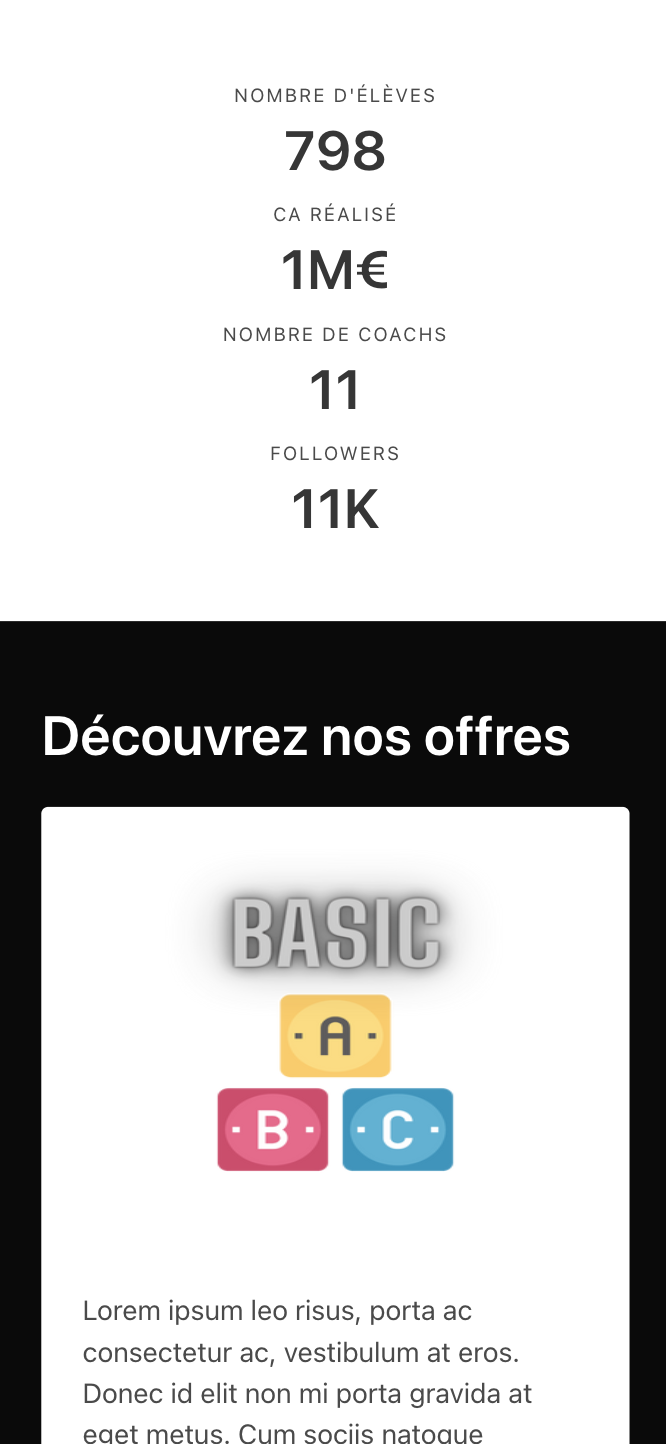 NOMBRE D'ÉLÈVES
798
CA RÉALISÉ
1M€
NOMBRE DE COACHS
11
FOLLOWERS
11K
Découvrez nos offres
BASIC
A
B C
Lorem ipsum leo risus, porta ac
consectetur ac, vestibulum at eros.
Donec id elit non mi porta gravida at
eget metus. Cum sociis natoque